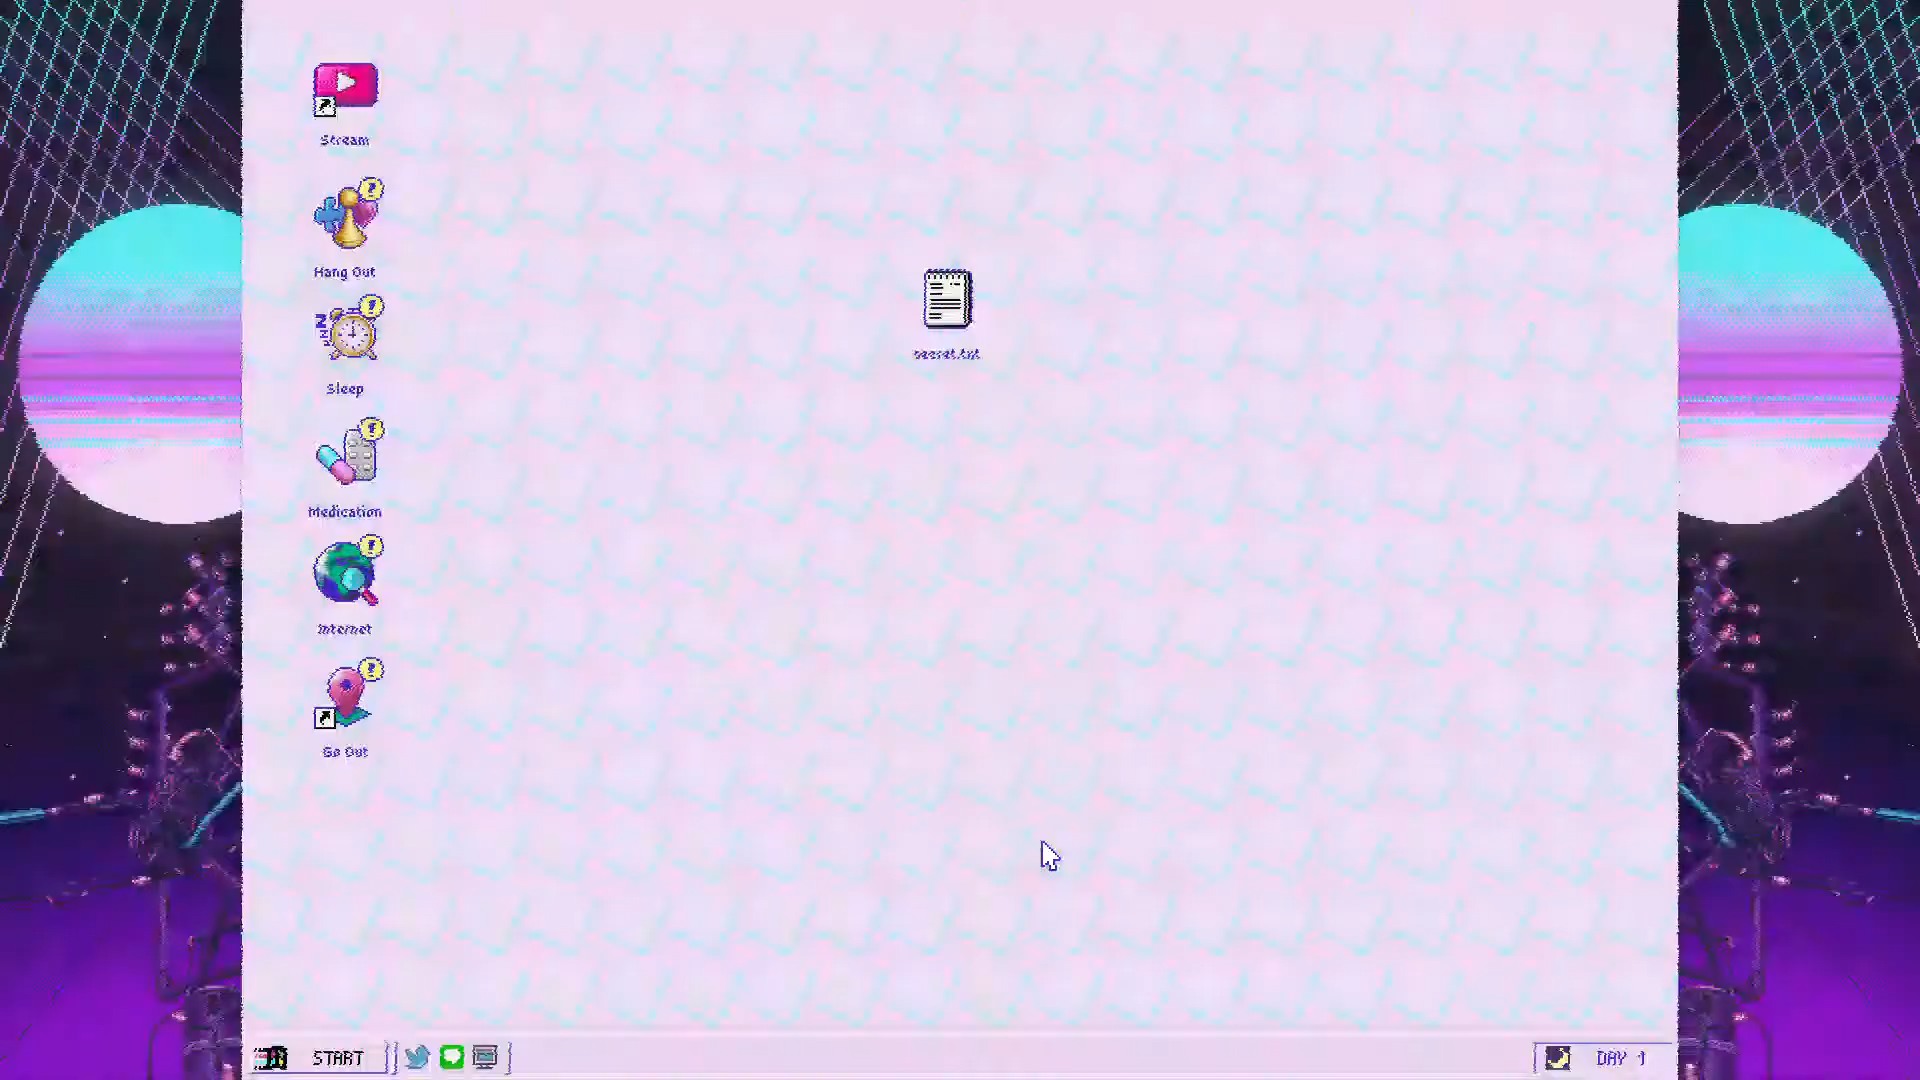 Stream
Hang Out
Sleep
Medication
Internet
Go Out
secret.txt
START
DAY 1